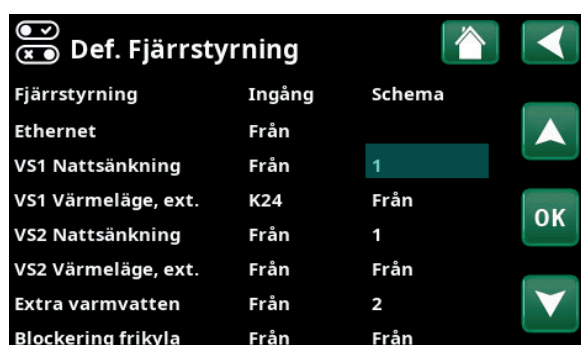 Def. Fjärrstyrning
Fjärrstyrning Ingång Schema
Ethernet Från
VS1 Nattsänkning Från 1
VS1 Värmeläge, ext. K24 Från
OK
VS2 Nattsänkning Från 1
VS2 Värmeläge, ext. Från Från
Extra varmvatten Från 2
Blockering frikyla Från Från